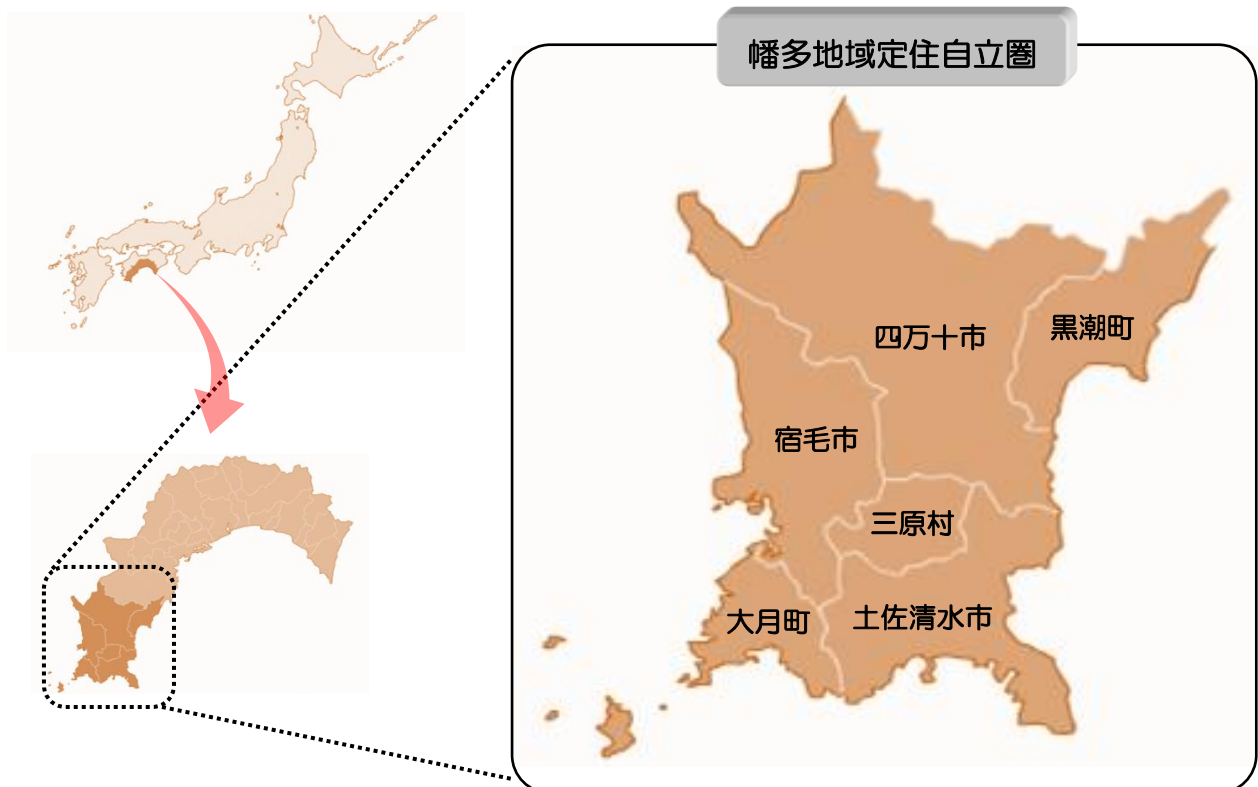 幡多地域定住自立圏
四万十市
黒潮町
宿毛市
三原村
大月町
土佐清水市